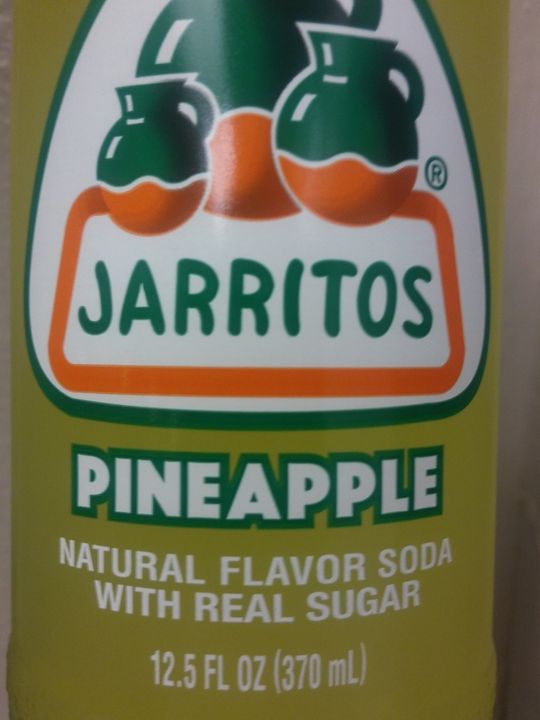 ®
JARRITOS
PINEAPPLE
NATURAL FLAVOR SODA
WITH REAL SUGAR
12.5 FL OZ (370 mL)